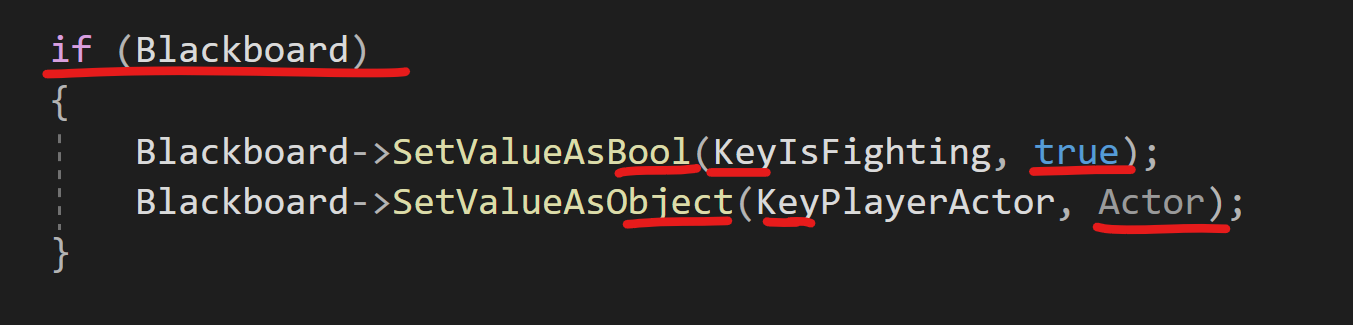 if (Blackboard)
{
Blackboard->SetValueAsBool(KeyIsFighting, true);
Blackboard->SetValueAsObject(KeyPlayerActor, Actor);
}